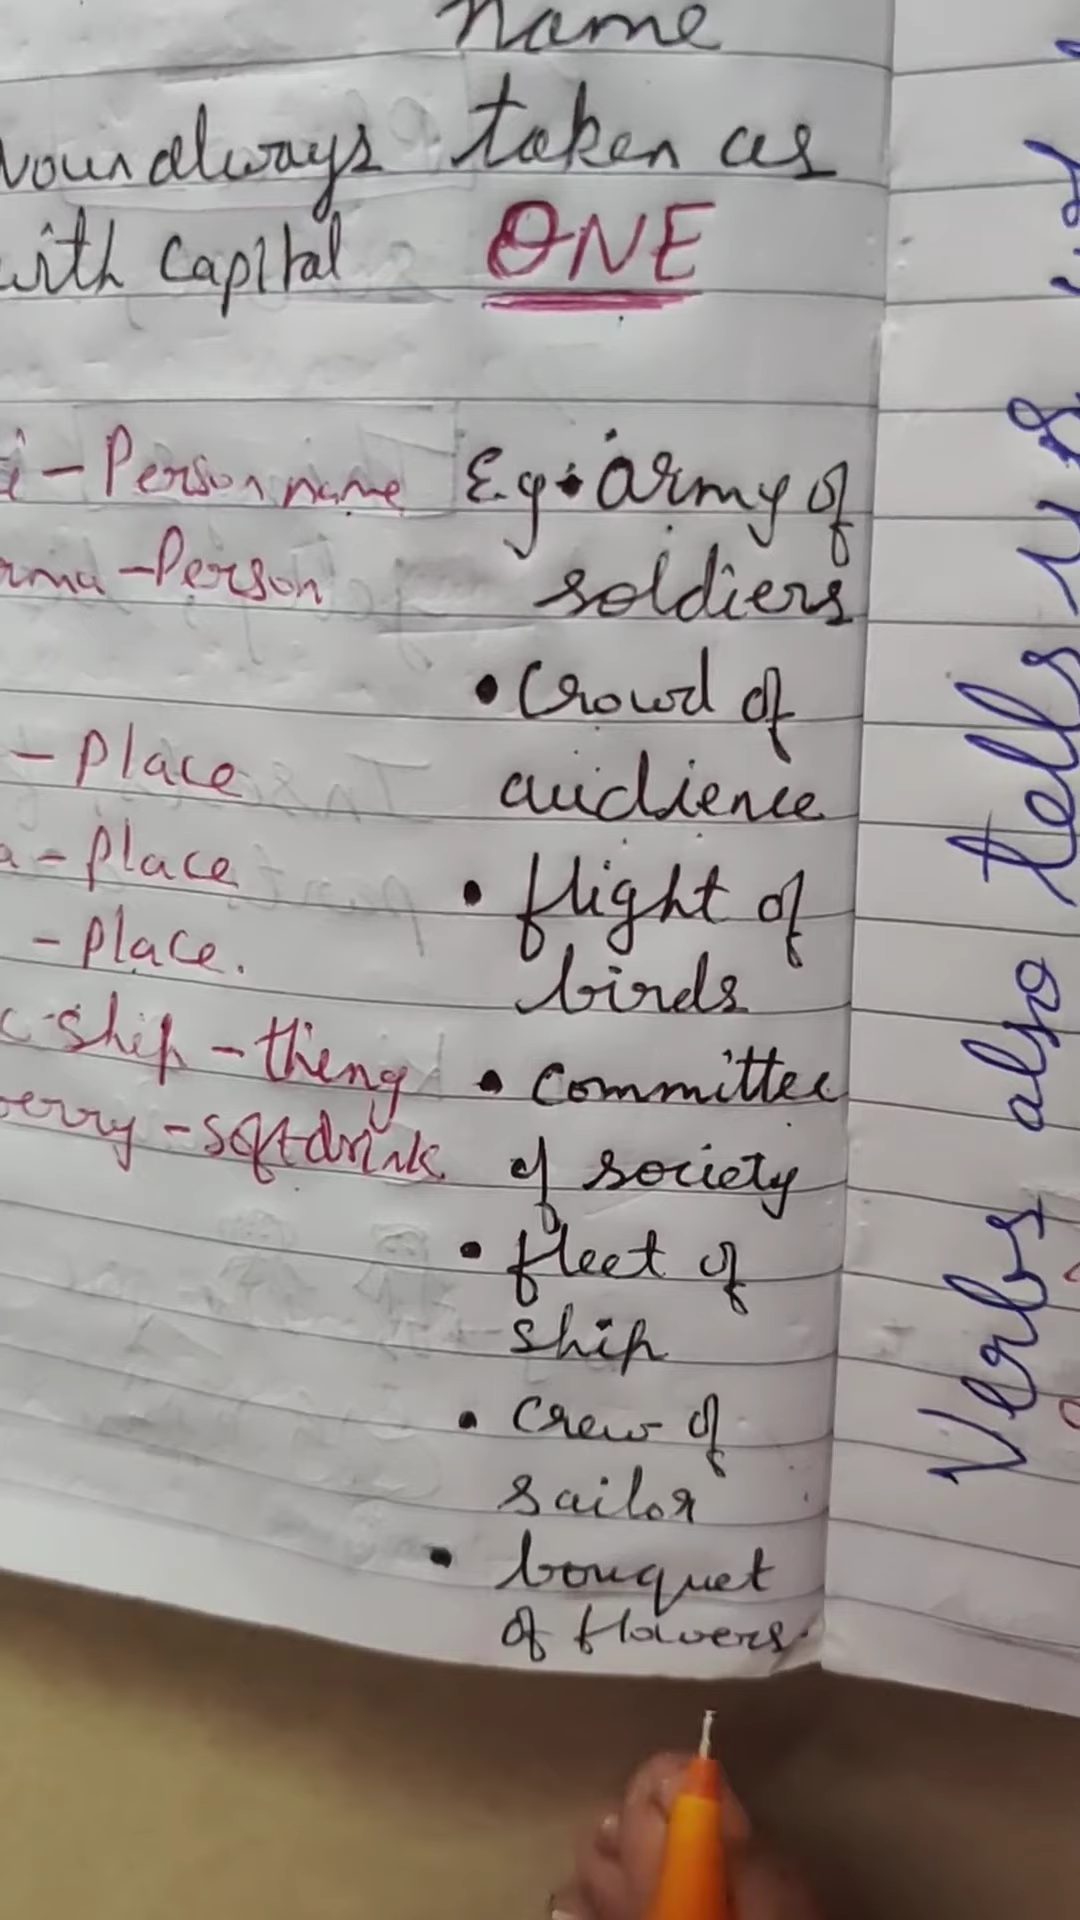 name
always
with capital
taken as
ONE
- Person name
- Person
- Place
- Place
- Place.
ship - theng
- softdrink
Eg • army of
soldiers
• Crowd of
audience
• flight of
birds
• Committee
of society
• fleet of
ship
• Crew of
sailor
• bouquet
of flowers.
Verbs also tells us